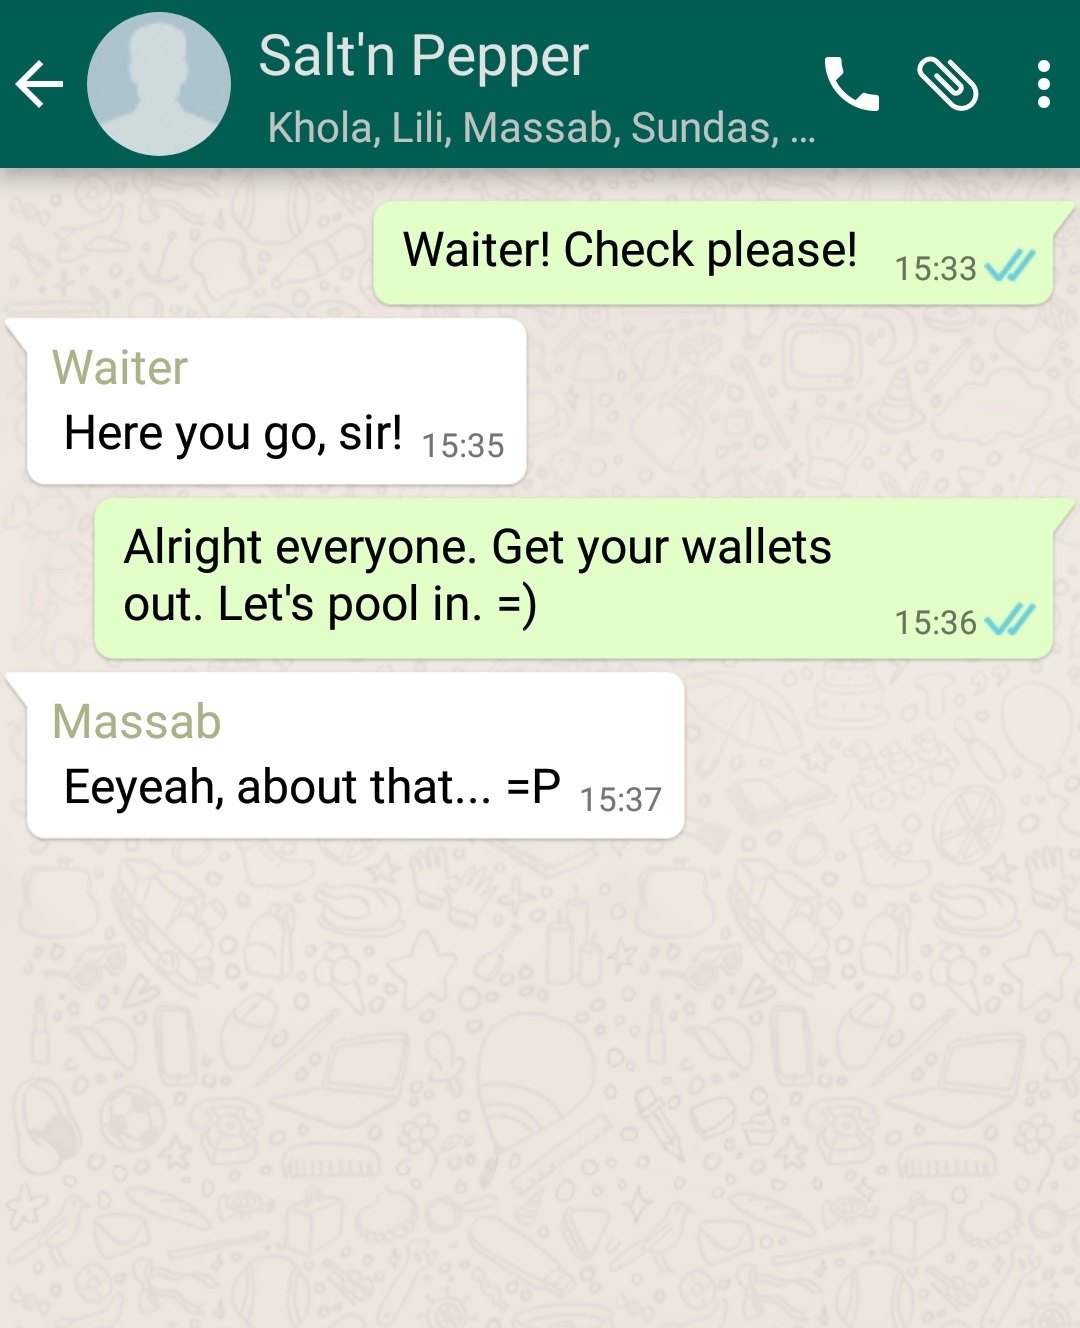 Salt'n Pepper
Khola, Lili, Massab, Sundas, ...
Waiter! Check please! 15:33
Waiter
Here you go, sir! 15:35
Alright everyone. Get your wallets
out. Let's pool in. =) 15:36
Massab
Eeyeah, about that... =P 15:37